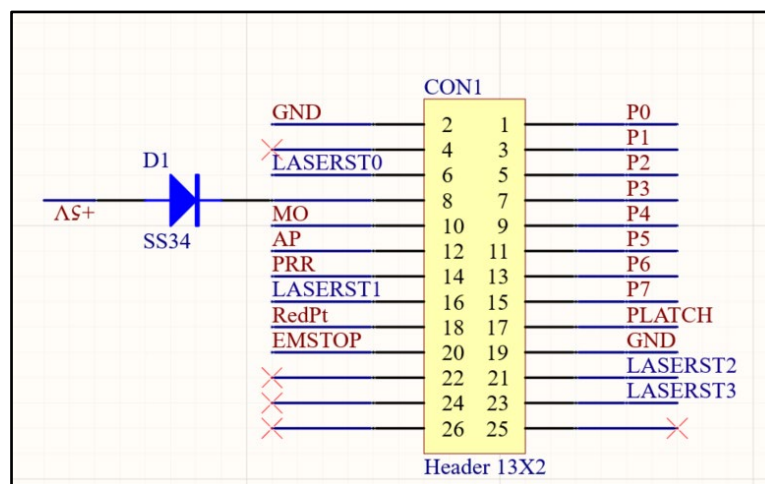 CON1
GND 2 1 P0
4 3 P1
LASERST0 6 5 P2
D1
+5V 8 7 P3
SS34
MO 10 9 P4
AP 12 11 P5
PRR 14 13 P6
LASERST1 16 15 P7
RedPt 18 17 PLATCH
EMSTOP 20 19 GND
22 21 LASERST2
24 23 LASERST3
26 25
Header 13X2